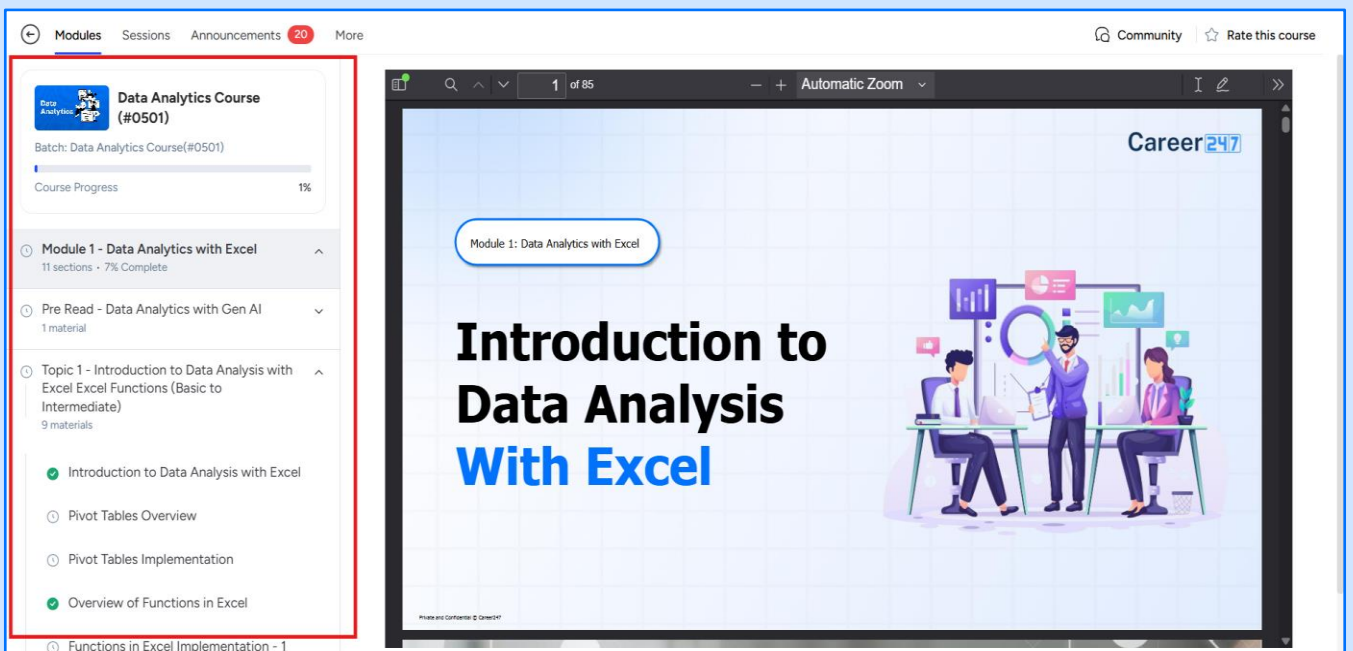 Modules Sessions Announcements 20 More
Community Rate this course
Data Analytics
Data Analytics Course
(#0501)
Batch: Data Analytics Course(#0501)
Course Progress 1%
Module 1 - Data Analytics with Excel
11 sections • 7% Complete
Pre Read - Data Analytics with Gen AI
1 material
Topic 1 - Introduction to Data Analysis with
Excel Excel Functions (Basic to
Intermediate)
9 materials
Introduction to Data Analysis with Excel
Pivot Tables Overview
Pivot Tables Implementation
Overview of Functions in Excel
Functions in Excel Implementation - 1
1 of 85
Automatic Zoom
Career247
Module 1: Data Analytics with Excel
Introduction to
Data Analysis
With Excel
Private and Confidential © Career247